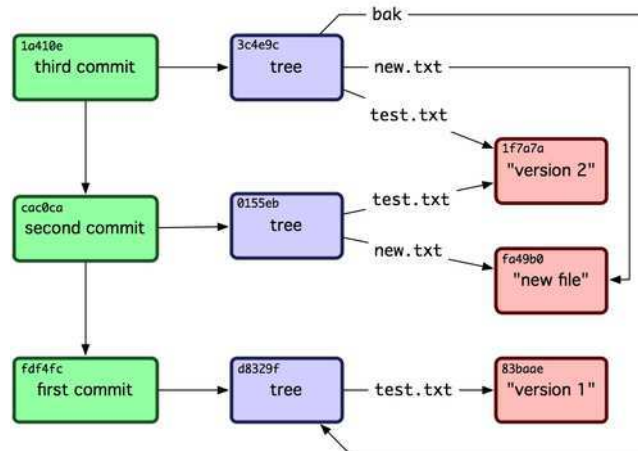 bak
1a410e
third commit
3c4e9c
tree
new.txt
test.txt
1f7a7a
"version 2"
cac0ca
second commit
0155eb
tree
test.txt
new.txt
fa49b0
"new file"
fdf4fc
first commit
d8329f
tree
test.txt
83baae
"version 1"